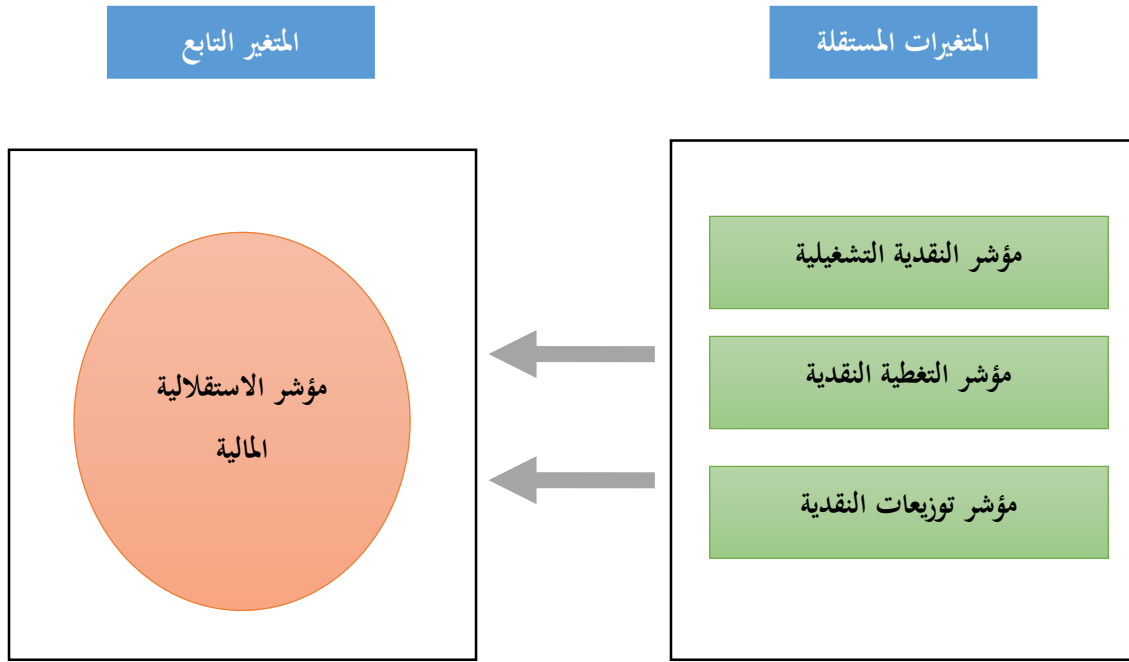 المتغيرات المستقلة
المتغير التابع
مؤشر النقدية التشغيلية
مؤشر التغطية النقدية
مؤشر توزيعات النقدية
مؤشر الاستقلالية
المالية